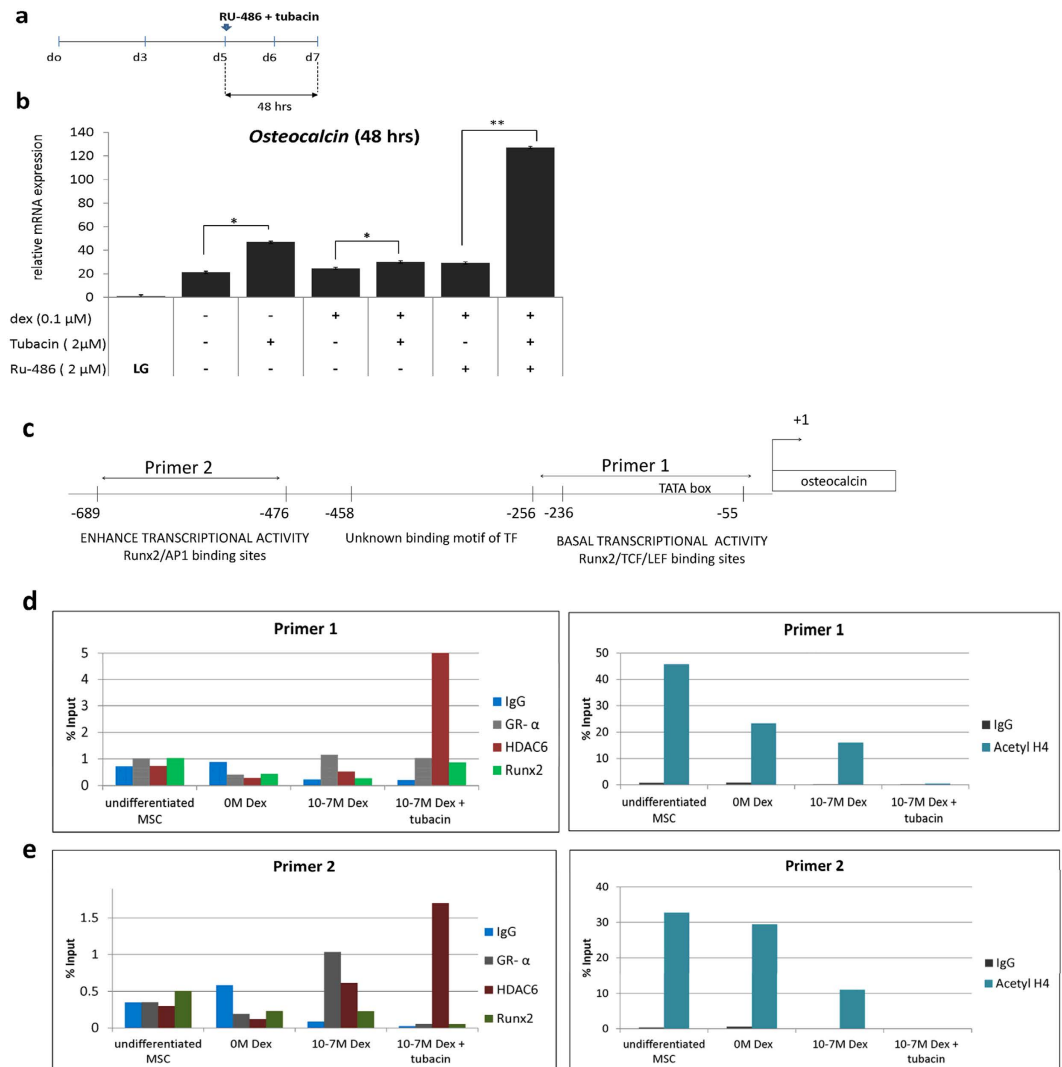 a
RU-486 + tubacin
do d3 d5 d6 d7
48 hrs
b
Osteocalcin (48 hrs)
relative mRNA expression
140
120
100
80
60
40
20
0
* * **
dex (0.1 µM) - - + + + +
Tubacin ( 2µM) - + - + - +
Ru-486 ( 2 µM) LG - - - - + +
c
+1
Primer 2 Primer 1
TATA box osteocalcin
-689 -476 -458 -256 -236 -55
ENHANCE TRANSCRIPTIONAL ACTIVITY Unknown binding motif of TF BASAL TRANSCRIPTIONAL ACTIVITY
Runx2/AP1 binding sites Runx2/TCF/LEF binding sites
d
Primer 1
% Input
5
4
3
2
1
0
undifferentiated MSC 0M Dex 10-7M Dex 10-7M Dex + tubacin
IgG
GR- α
HDAC6
Runx2
Primer 1
% Input
50
40
30
20
10
0
undifferentiated MSC 0M Dex 10-7M Dex 10-7M Dex + tubacin
IgG
Acetyl H4
e
Primer 2
% Input
1.5
1
0.5
0
undifferentiated MSC 0M Dex 10-7M Dex 10-7M Dex + tubacin
IgG
GR- α
HDAC6
Runx2
Primer 2
% Input
40
30
20
10
0
undifferentiated MSC 0M Dex 10-7M Dex 10-7M Dex + tubacin
IgG
Acetyl H4